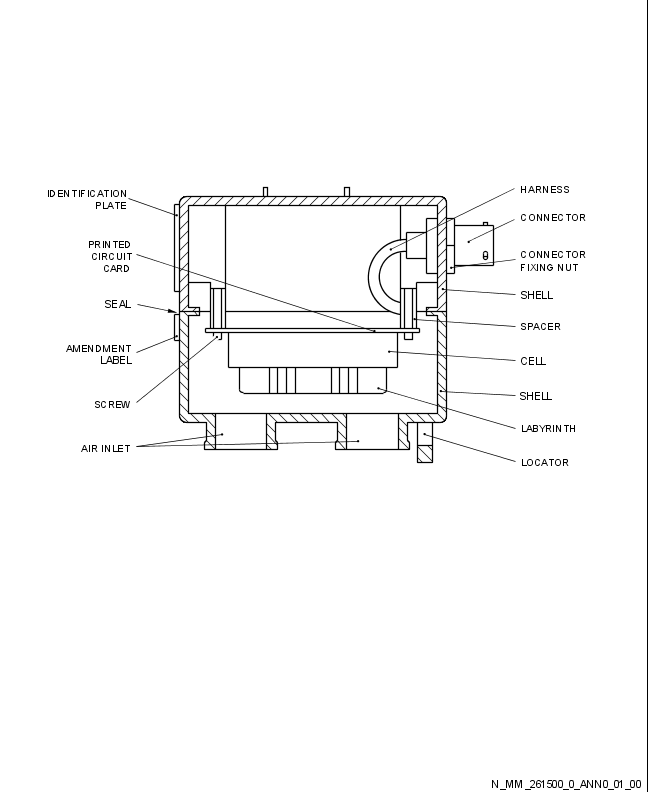 IDENTIFICATION
PLATE
PRINTED
CIRCUIT
CARD
SEAL
AMENDMENT
LABEL
SCREW
AIR INLET
HARNESS
CONNECTOR
CONNECTOR
FIXING NUT
SHELL
SPACER
CELL
SHELL
LABYRINTH
LOCATOR
N_MM_261500_0_ANN0_01_00